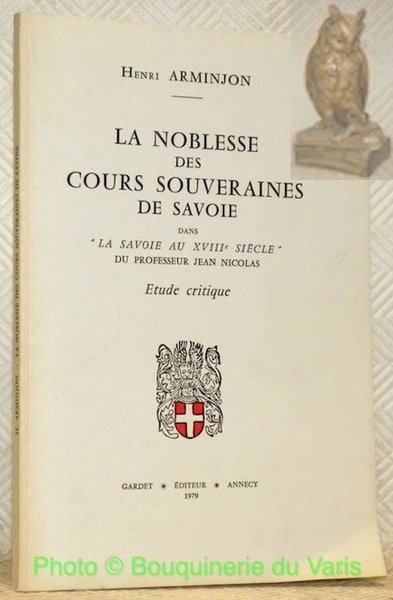 Henri ARMINJON
LA NOBLESSE
DES
COURS SOUVERAINES
DE SAVOIE
DANS
" LA SAVOIE AU XVIIIe SIÈCLE "
DU PROFESSEUR JEAN NICOLAS
Etude critique
GARDET * ÉDITEUR * ANNECY
1979
H. ARMINJON - LA NOBLESSE DES COURS SOUVERAINES DE SAVOIE
Photo © Bouquinerie du Varis